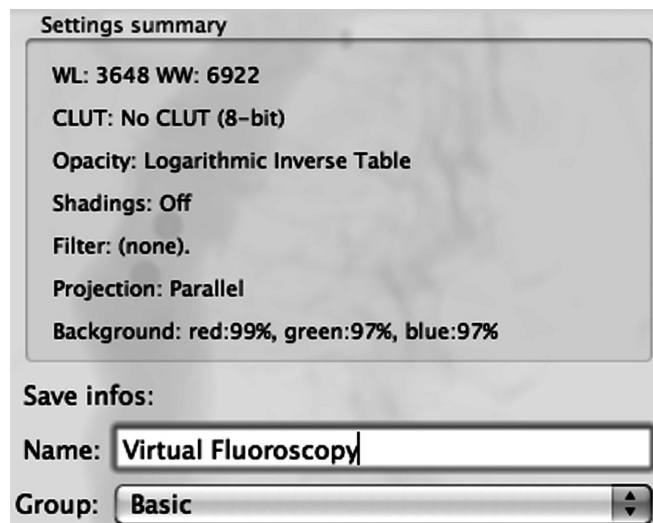 Settings summary
WL: 3648 WW: 6922
CLUT: No CLUT (8-bit)
Opacity: Logarithmic Inverse Table
Shadings: Off
Filter: (none).
Projection: Parallel
Background: red:99%, green:97%, blue:97%
Save infos:
Name: Virtual Fluoroscopy
Group: Basic